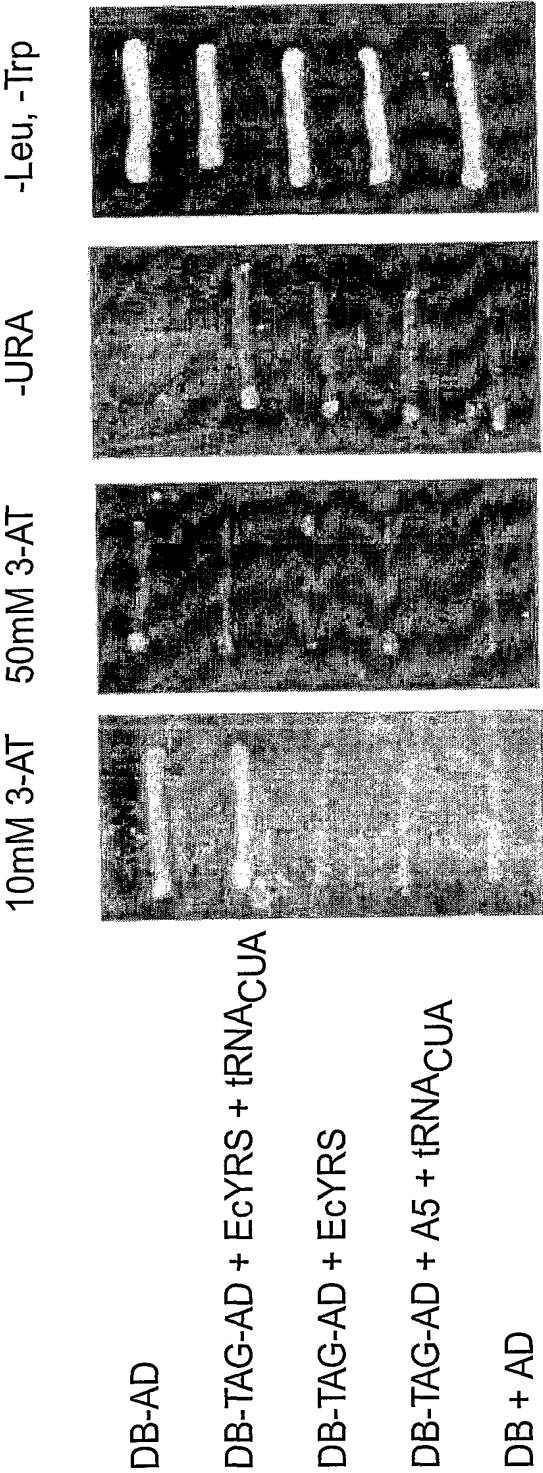 10mM 3-AT 50mM 3-AT -URA -Leu, -Trp
DB-AD
DB-TAG-AD + EcYRS + tRNACUA
DB-TAG-AD + EcYRS
DB-TAG-AD + A5 + tRNACUA
DB + AD